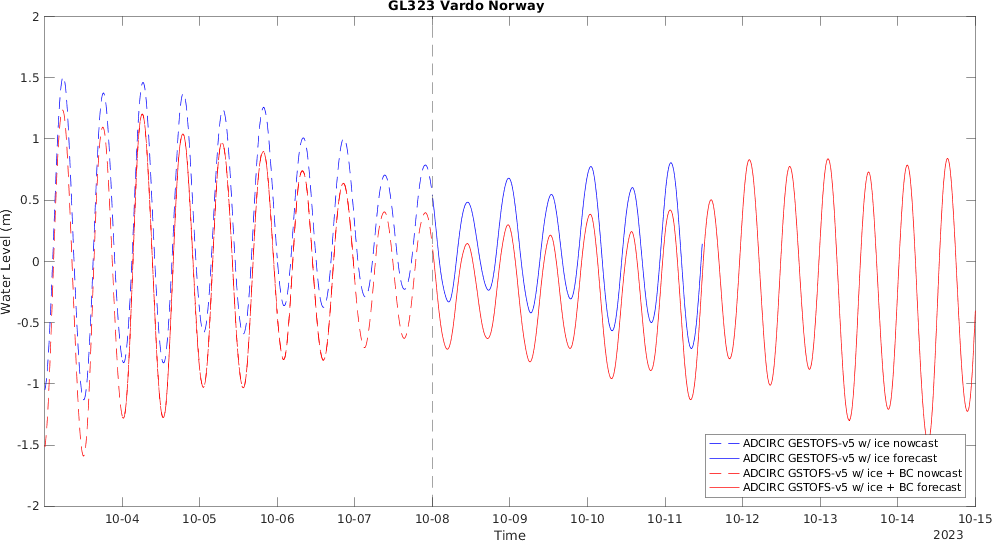 GL323 Vardo Norway
2
1.5
1
0.5
0
-0.5
-1
-1.5
-2
Water Level (m)
ADCIRC GESTOFS-v5 w/ ice nowcast
ADCIRC GESTOFS-v5 w/ ice forecast
ADCIRC GSTOFS-v5 w/ ice + BC nowcast
ADCIRC GSTOFS-v5 w/ ice + BC forecast
10-04 10-05 10-06 10-07 10-08 10-09 10-10 10-11 10-12 10-13 10-14 10-15
Time
2023